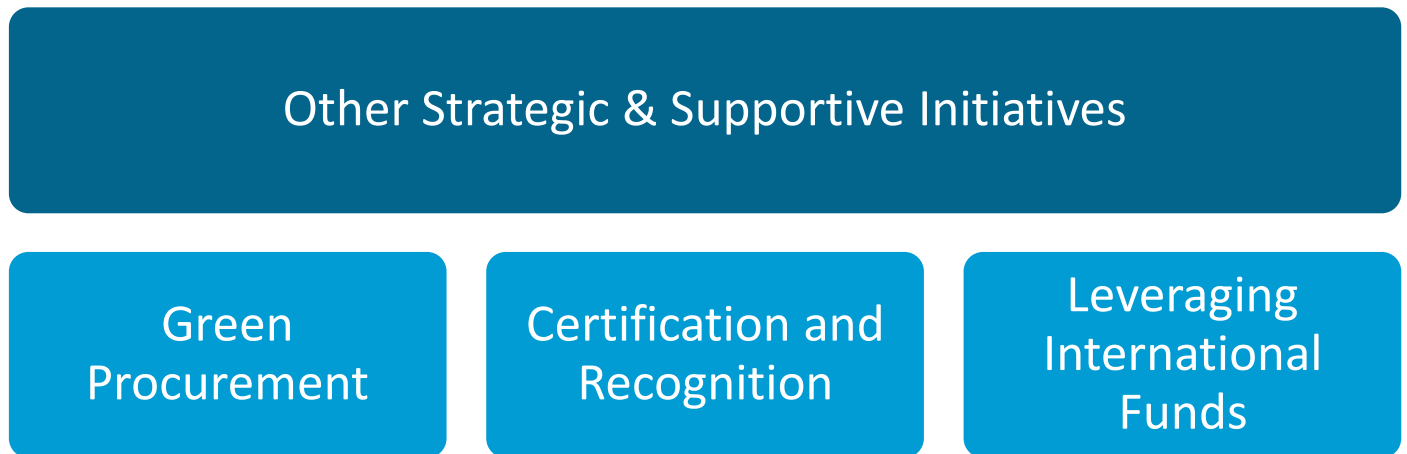 Other Strategic & Supportive Initiatives
Green
Procurement
Certification and
Recognition
Leveraging
International
Funds